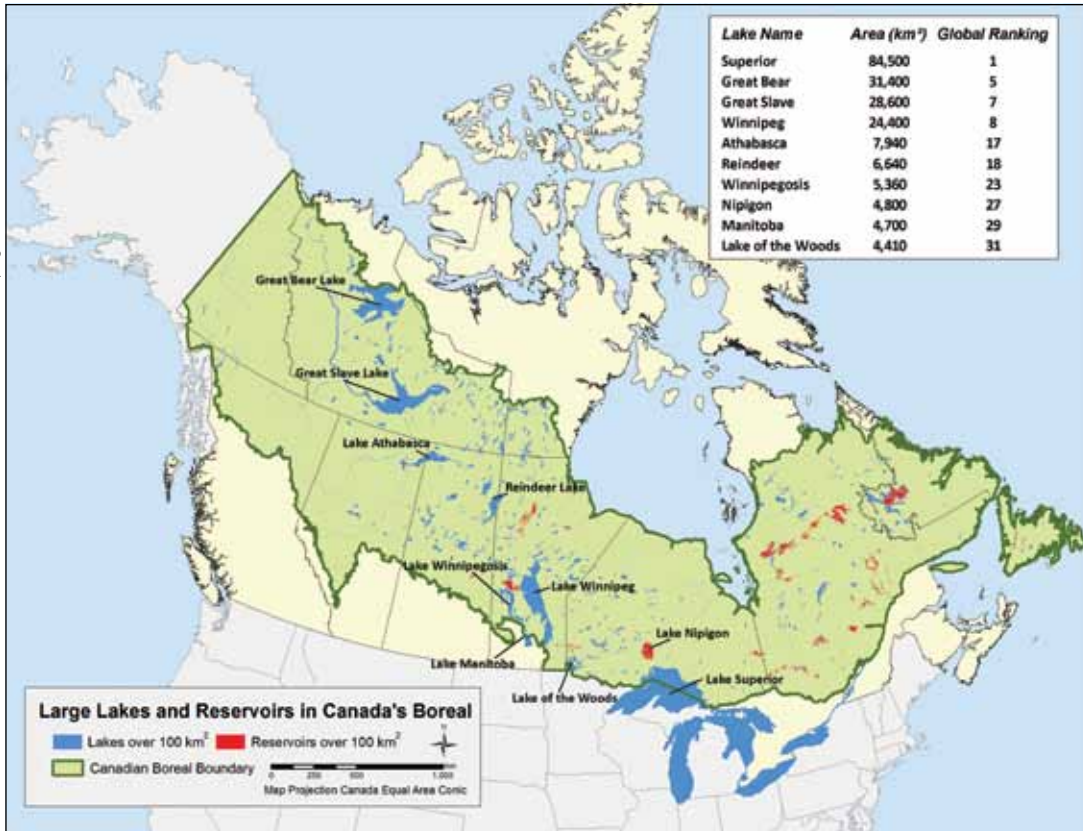 Lake Name Area (km²) Global Ranking
Superior 84,500 1
Great Bear 31,400 5
Great Slave 28,600 7
Winnipeg 24,400 8
Athabasca 7,940 17
Reindeer 6,640 18
Winnipegosis 5,360 23
Nipigon 4,800 27
Manitoba 4,700 29
Lake of the Woods 4,410 31
Great Bear Lake
Great Slave Lake
Lake Athabasca
Reindeer Lake
Lake Winnipegosis
Lake Winnipeg
Lake Nipigon
Lake Manitoba
Lake Superior
Lake of the Woods
Large Lakes and Reservoirs in Canada's Boreal
Lakes over 100 km² Reservoirs over 100 km²
Canadian Boreal Boundary
0 250 500 1,000
Map Projection Canada Equal Area Conic